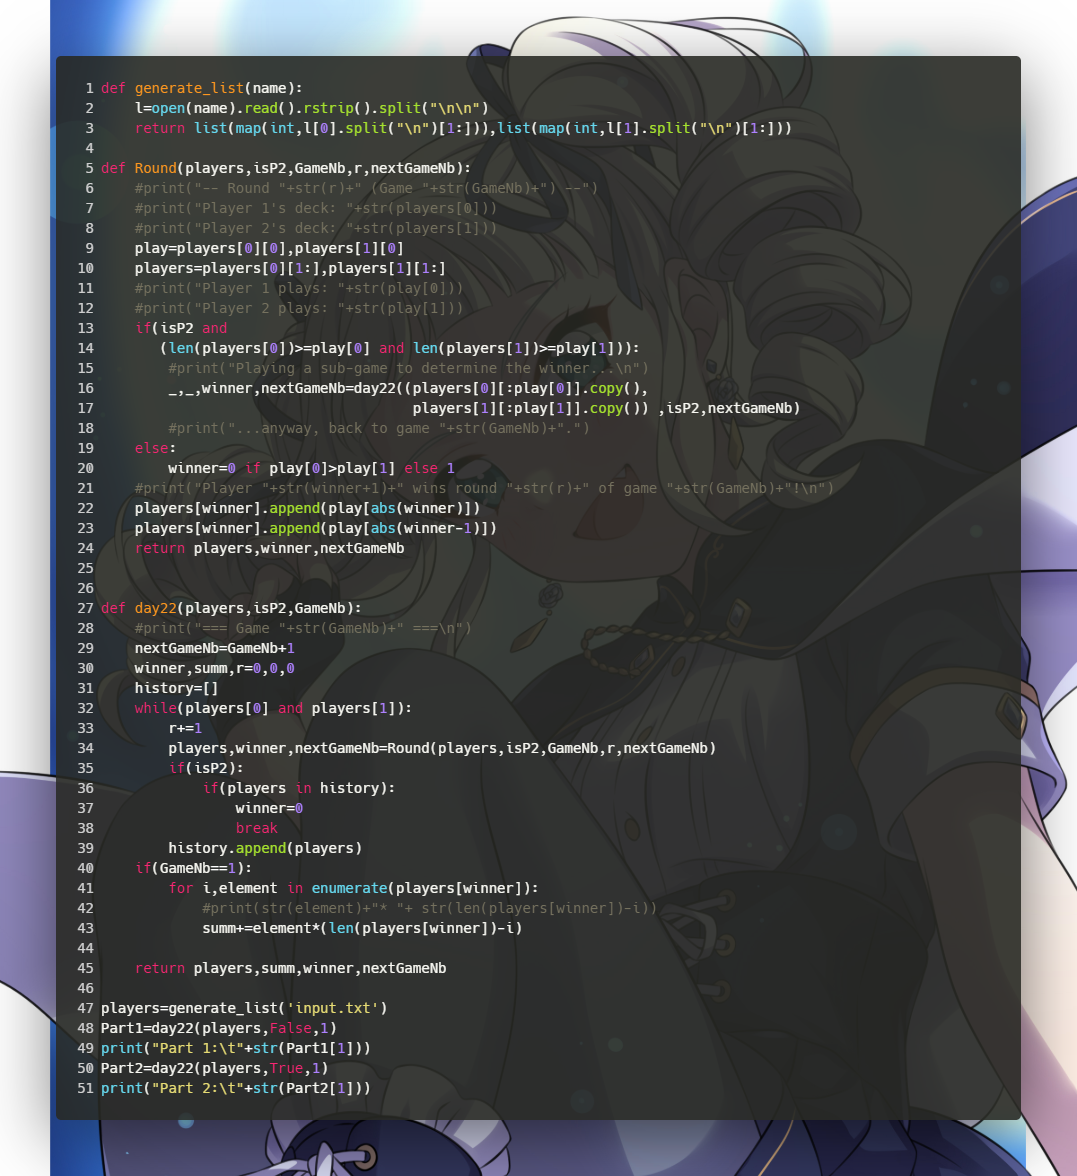 1 def generate_list(name):
2     l=open(name).read().rstrip().split("\n\n")
3     return list(map(int,l[0].split("\n")[1:])),list(map(int,l[1].split("\n")[1:]))
4
5 def Round(players,isP2,GameNb,r,nextGameNb):
6     #print("-- Round "+str(r)+" (Game "+str(GameNb)+") --")
7     #print("Player 1's deck: "+str(players[0]))
8     #print("Player 2's deck: "+str(players[1]))
9     play=players[0][0],players[1][0]
10     players=players[0][1:],players[1][1:]
11     #print("Player 1 plays: "+str(play[0]))
12     #print("Player 2 plays: "+str(play[1]))
13     if(isP2 and
14        (len(players[0])>=play[0] and len(players[1])>=play[1])):
15         #print("Playing a sub-game to determine the winner...\n")
16         _,_,winner,nextGameNb=day22((players[0][:play[0]].copy(),
17                                      players[1][:play[1]].copy()) ,isP2,nextGameNb)
18         #print("...anyway, back to game "+str(GameNb)+".")
19     else:
20         winner=0 if play[0]>play[1] else 1
21     #print("Player "+str(winner+1)+" wins round "+str(r)+" of game "+str(GameNb)+"!\n")
22     players[winner].append(play[abs(winner)])
23     players[winner].append(play[abs(winner-1)])
24     return players,winner,nextGameNb
25
26
27 def day22(players,isP2,GameNb):
28     #print("=== Game "+str(GameNb)+" ===\n")
29     nextGameNb=GameNb+1
30     winner,summ,r=0,0,0
31     history=[]
32     while(players[0] and players[1]):
33         r+=1
34         players,winner,nextGameNb=Round(players,isP2,GameNb,r,nextGameNb)
35         if(isP2):
36             if(players in history):
37                 winner=0
38                 break
39         history.append(players)
40     if(GameNb==1):
41         for i,element in enumerate(players[winner]):
42             #print(str(element)+"* "+ str(len(players[winner])-i))
43             summ+=element*(len(players[winner])-i)
44
45     return players,summ,winner,nextGameNb
46
47 players=generate_list('input.txt')
48 Part1=day22(players,False,1)
49 print("Part 1:\t"+str(Part1[1]))
50 Part2=day22(players,True,1)
51 print("Part 2:\t"+str(Part2[1]))